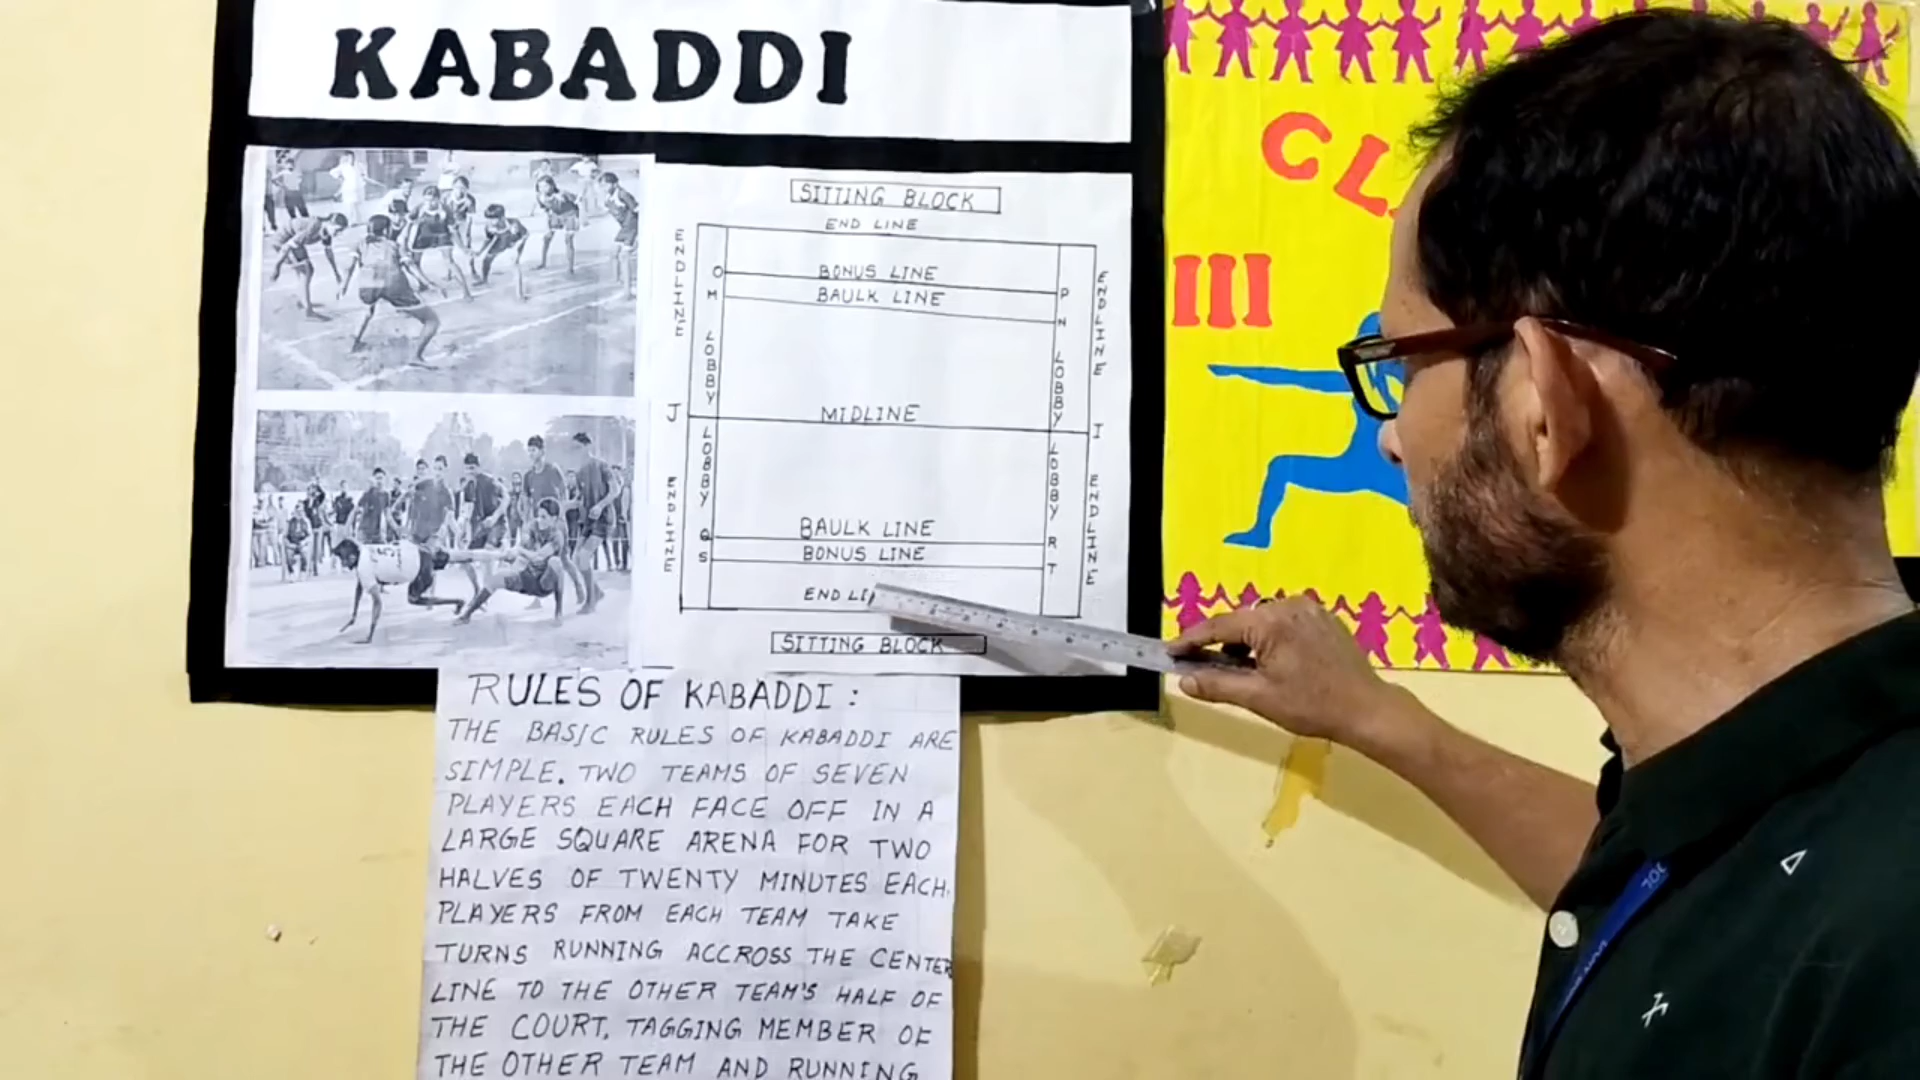 KABADDI
SITTING BLOCK
END LINE
ENDLINE
ENDLINE
O
BONUS LINE
P
M
BAULK LINE
N
LOBBY
LOBBY
J
MIDLINE
I
LOBBY
LOBBY
ENDLINE
ENDLINE
Q
BAULK LINE
R
S
BONUS LINE
T
END
SITTING BLOCK
RULES OF KABADDI :
THE BASIC RULES OF KABADDI ARE
SIMPLE. TWO TEAMS OF SEVEN
PLAYERS EACH FACE OFF IN A
LARGE SQUARE ARENA FOR TWO
HALVES OF TWENTY MINUTES EACH.
PLAYERS FROM EACH TEAM TAKE
TURNS RUNNING ACCROSS THE CENTER
LINE TO THE OTHER TEAM'S HALF OF
THE COURT, TAGGING MEMBER OF
THE OTHER TEAM AND RUNNING
III